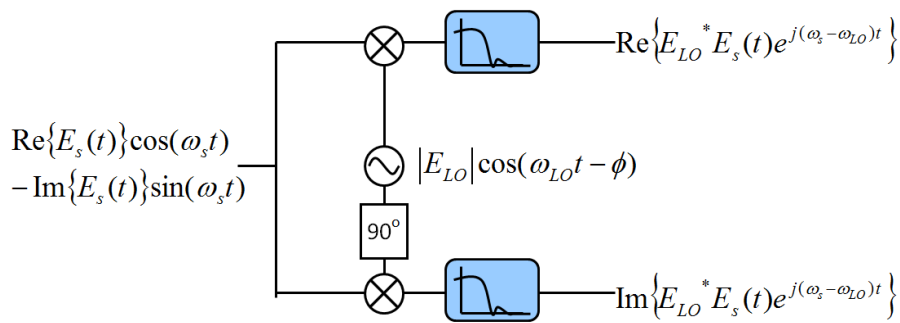 Re{E_LO^* E_s(t)e^{j(ω_s−ω_LO)t}}
Re{E_s(t)}cos(ω_s t)
− Im{E_s(t)}sin(ω_s t)
|E_LO|cos(ω_LO t − ϕ)
90°
Im{E_LO^* E_s(t)e^{j(ω_s−ω_LO)t}}